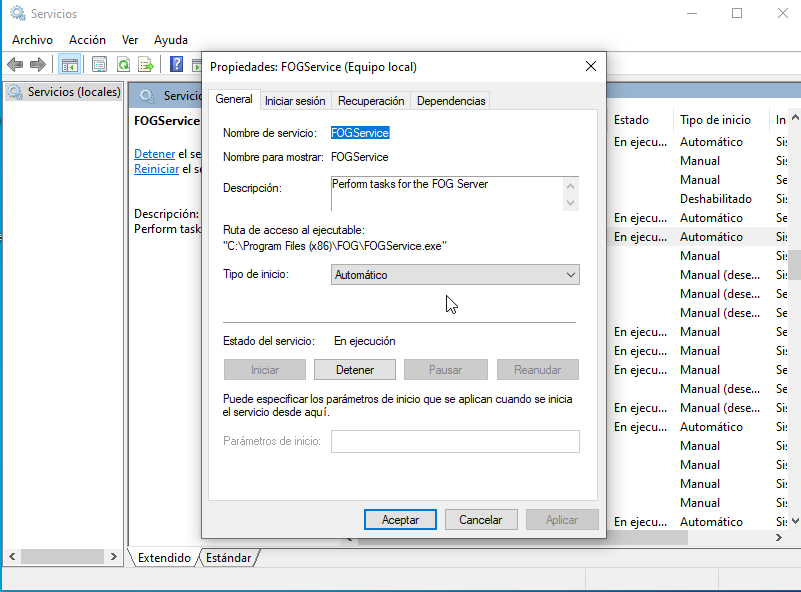 Servicios
Archivo Acción Ver Ayuda
Servicios (locales)
Servicio
FOGService
Detener el se
Reiniciar el se
Descripción:
Perform task
Propiedades: FOGService (Equipo local)
General Iniciar sesión Recuperación Dependencias
Nombre de servicio: FOGService
Nombre para mostrar: FOGService
Descripción: Perform tasks for the FOG Server
Ruta de acceso al ejecutable:
"C:\Program Files (x86)\FOG\FOGService.exe"
Tipo de inicio: Automático
Estado del servicio: En ejecución
Iniciar Detener Pausar Reanudar
Puede especificar los parámetros de inicio que se aplican cuando se inicia
el servicio desde aquí.
Parámetros de inicio:
Aceptar Cancelar Aplicar
Estado Tipo de inicio In
En ejecu... Automático Sis
Manual Sis
Manual Se
Deshabilitado Sis
En ejecu... Automático Se
En ejecu... Automático Sis
Manual Sis
Manual (dese... Se
Manual (dese... Sis
Manual (dese... Se
En ejecu... Manual Se
En ejecu... Manual Sis
En ejecu... Manual Se
Manual (dese... Sis
En ejecu... Manual (dese... Sis
En ejecu... Automático Sis
Manual Sis
Manual Sis
Manual Sis
Manual Sis
En ejecu... Automático Sis
Extendido Estándar